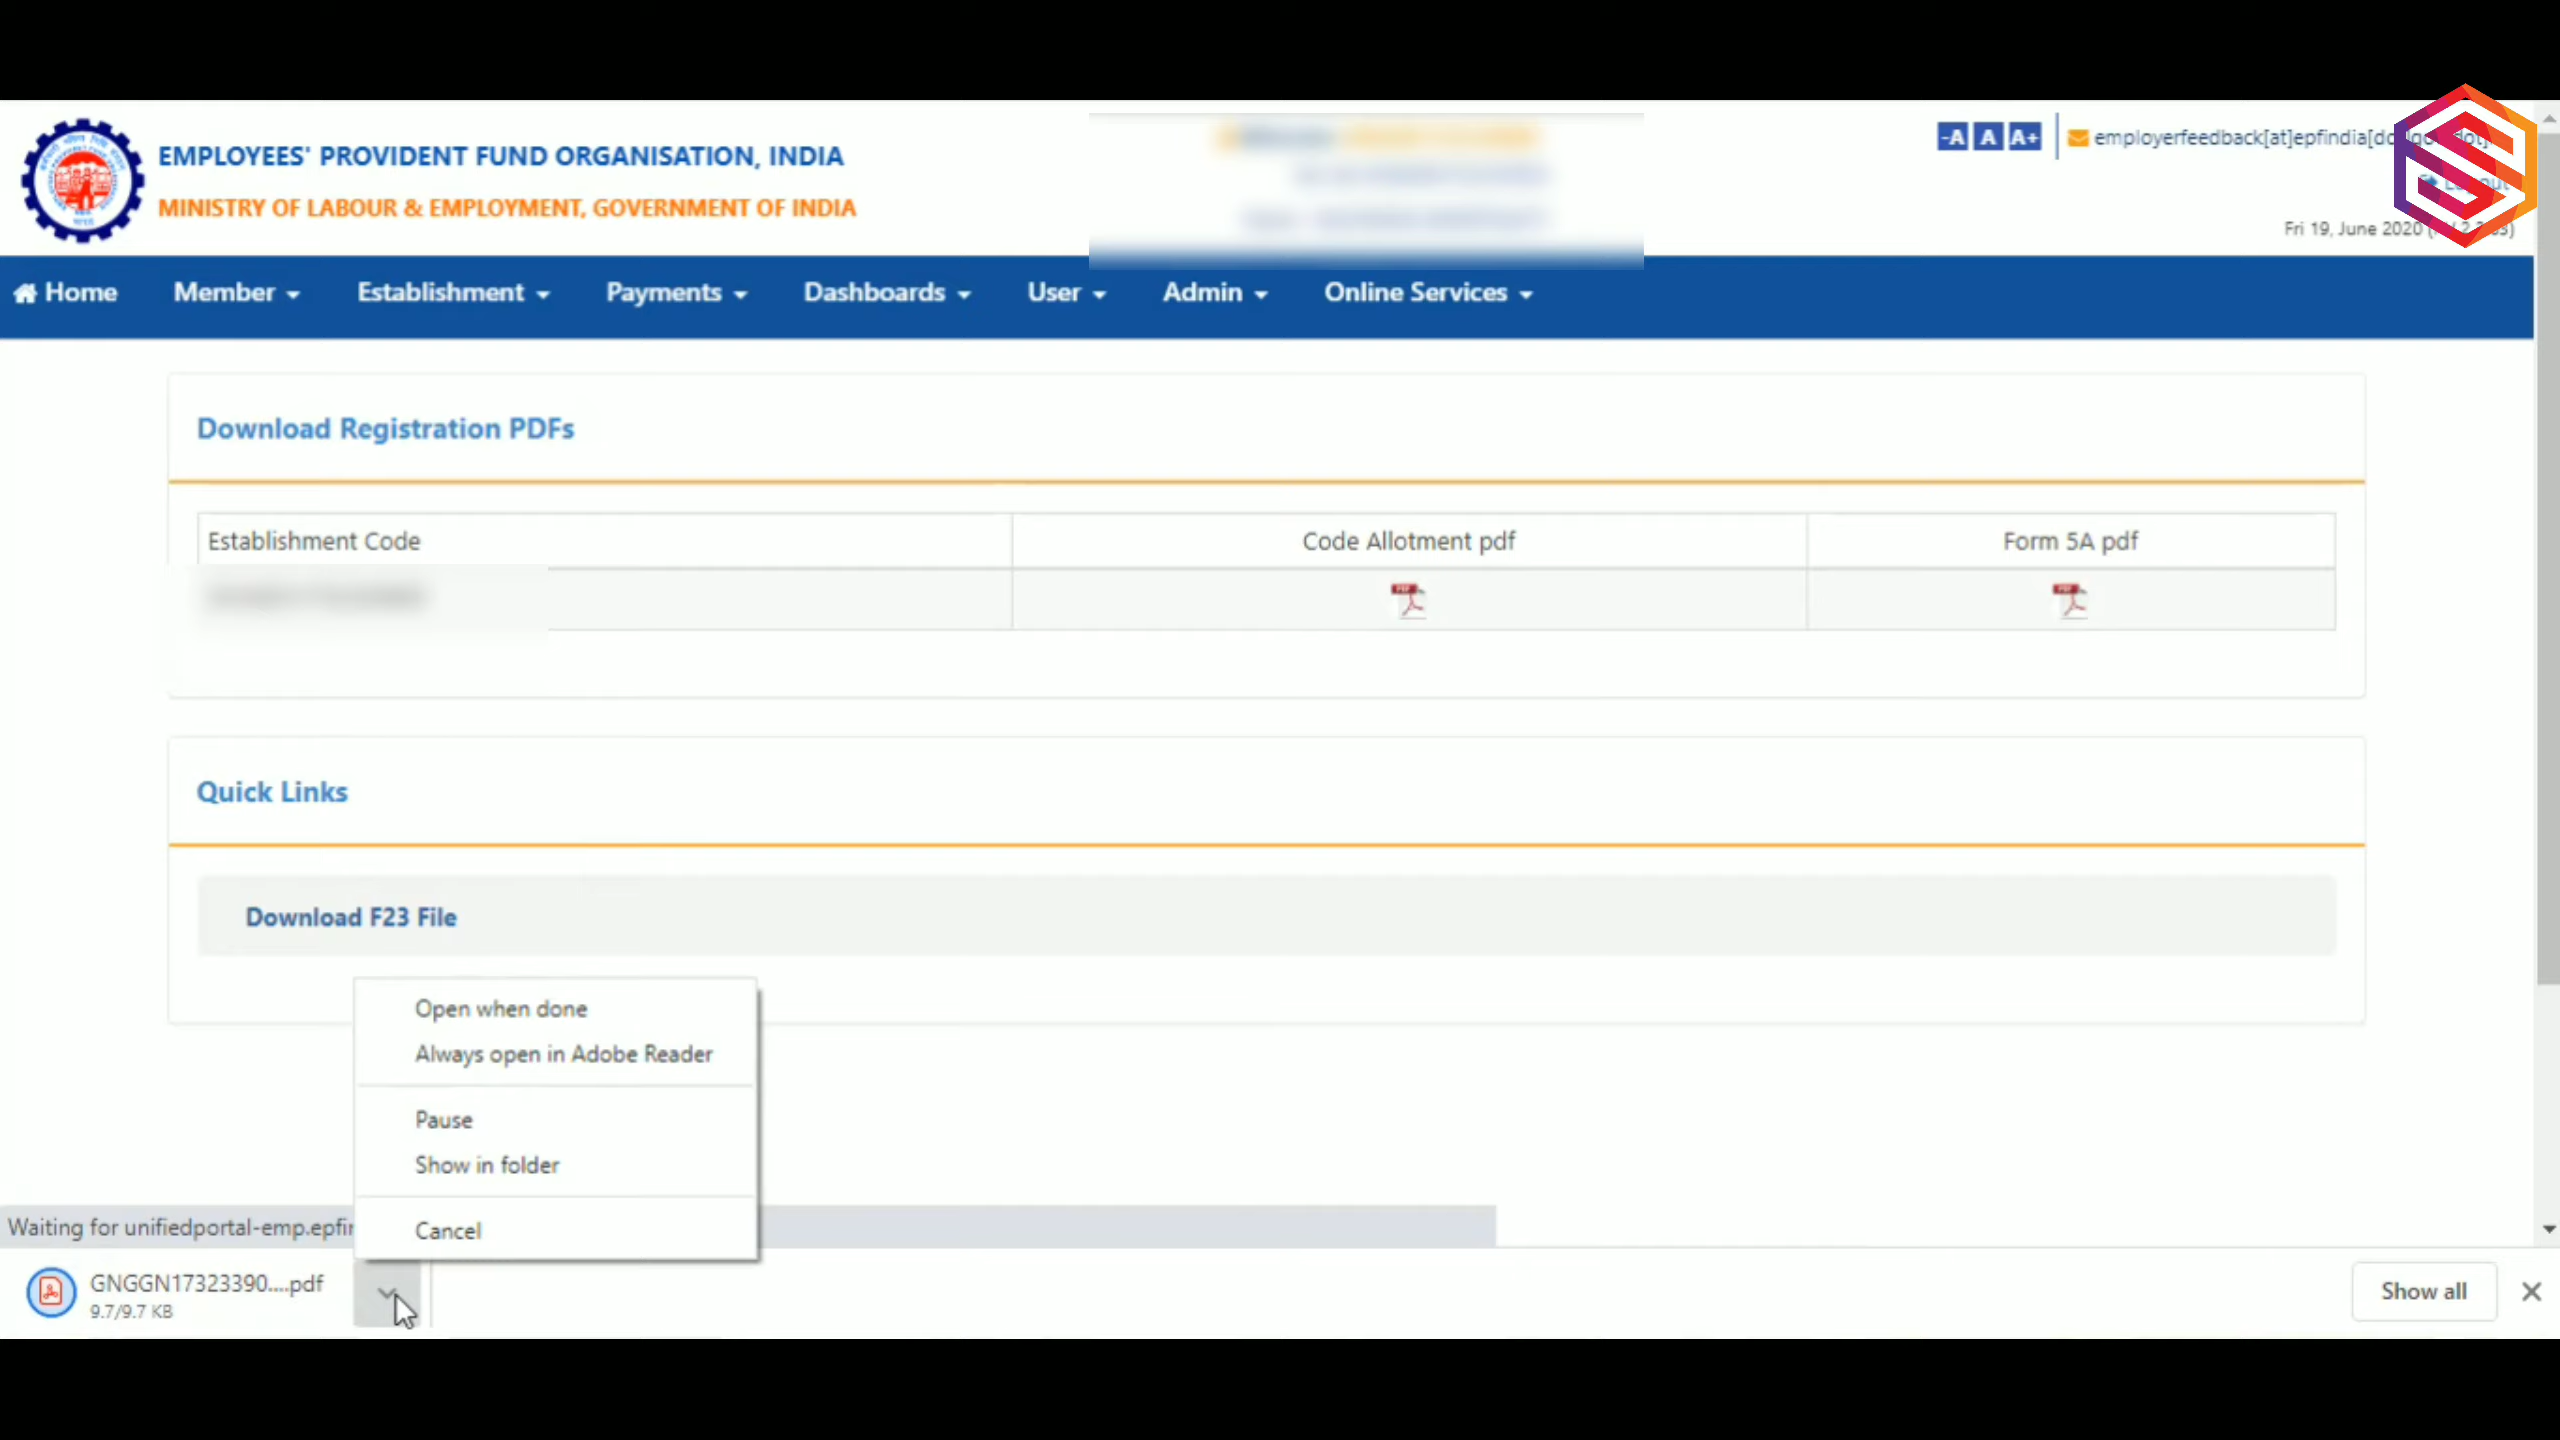 EMPLOYEES' PROVIDENT FUND ORGANISATION, INDIA
MINISTRY OF LABOUR & EMPLOYMENT, GOVERNMENT OF INDIA
-A A A+
employerfeedback[at]epfindia
Fri 19, June 2020
Home Member Establishment Payments Dashboards User Admin Online Services
Download Registration PDFs
Establishment Code Code Allotment pdf Form 5A pdf
Quick Links
Download F23 File
Open when done
Always open in Adobe Reader
Pause
Show in folder
Cancel
Waiting for unifiedportal-emp.epfi
GNGGN17323390....pdf
9.7/9.7 KB
Show all